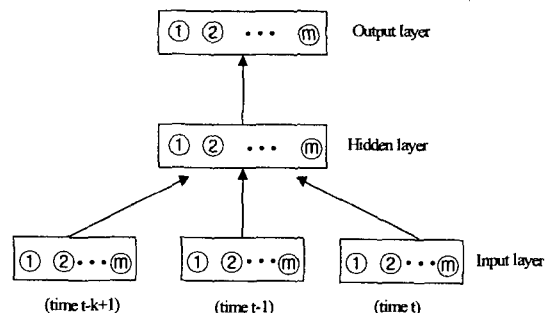 ① ② ••• ⓜ Output layer
① ② ••• ⓜ Hidden layer
① ②•••ⓜ ① ②•••ⓜ ① ②•••ⓜ Input layer
(time t-k+1) (time t-1) (time t)